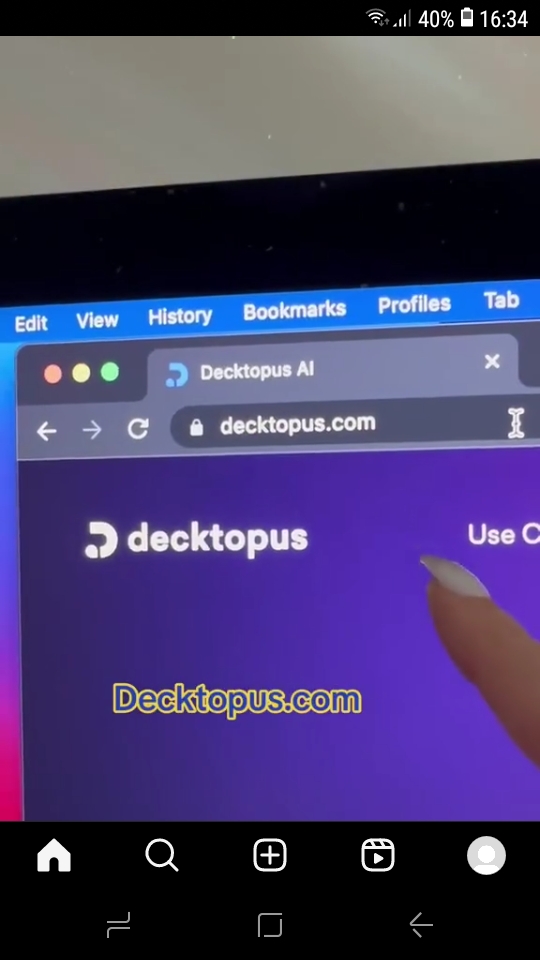 40% 16:34
Edit View History Bookmarks Profiles Tab
Decktopus AI
decktopus.com
decktopus Use C
Decktopus.com